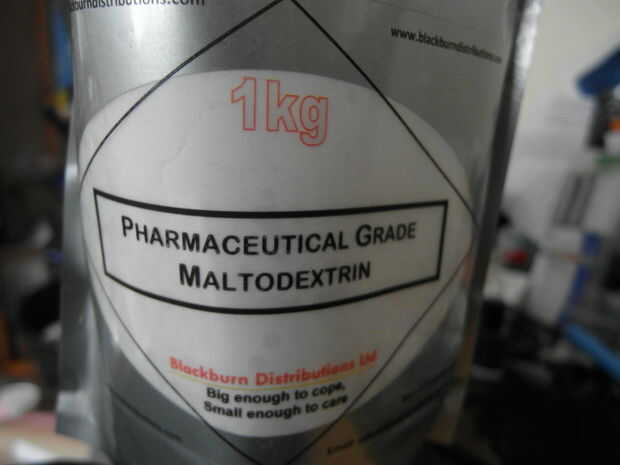 www.blackburndistributions.com
1kg
PHARMACEUTICAL GRADE
MALTODEXTRIN
Blackburn Distributions Ltd
Big enough to cope,
Small enough to care